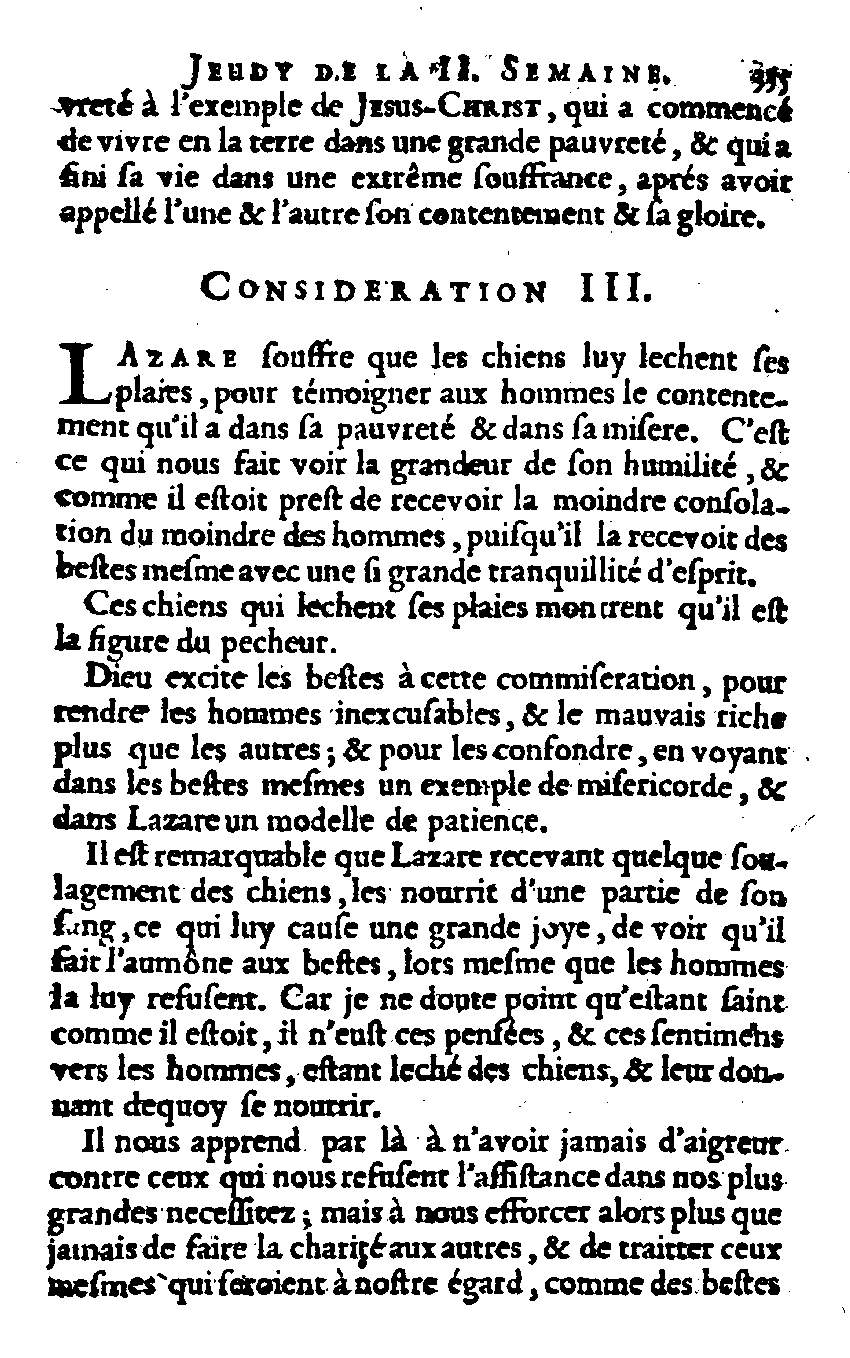 JEUDY DE LA II. SEMAINE. 355
vreté à l'exemple de JESUS-CHRIST, qui a commencé
de vivre en la terre dans une grande pauvreté, & qui a
fini ſa vie dans une extrême ſouffrance, aprés avoir
appellé l'une & l'autre ſon contentement & ſa gloire.
CONSIDERATION III.
LAZARE ſouffre que les chiens luy lechent ſes
plaies, pour témoigner aux hommes le contente-
ment qu'il a dans ſa pauvreté & dans ſa miſere. C'eſt
ce qui nous fait voir la grandeur de ſon humilité, &
comme il eſtoit preſt de recevoir la moindre conſola-
tion du moindre des hommes, puiſqu'il la recevoit des
beſtes meſme avec une ſi grande tranquillité d'eſprit.
Ces chiens qui lechent ſes plaies montrent qu'il eſt
la figure du pecheur.
Dieu excite les beſtes à cette commiſeration, pour
rendre les hommes inexcuſables, & le mauvais riche
plus que les autres; & pour les confondre, en voyant
dans les beſtes meſmes un exemple de miſericorde, &
dans Lazare un modelle de patience.
Il eſt remarquable que Lazare recevant quelque ſou-
lagement des chiens, les nourrit d'une partie de ſon
ſang, ce qui luy cauſe une grande joye, de voir qu'il
fait l'aumône aux beſtes, lors meſme que les hommes
la luy refuſent. Car je ne doute point qu'eſtant ſaint
comme il eſtoit, il n'euſt ces penſées, & ces ſentimens
vers les hommes, eſtant leché des chiens, & leur don-
nant dequoy ſe nourrir.
Il nous apprend par là à n'avoir jamais d'aigreur
contre ceux qui nous refuſent l'aſſiſtance dans nos plus
grandes neceſſitez; mais à nous efforcer alors plus que
jamais de faire la charité aux autres, & de traitter ceux
meſmes qui ſeroient à noſtre égard, comme des beſtes